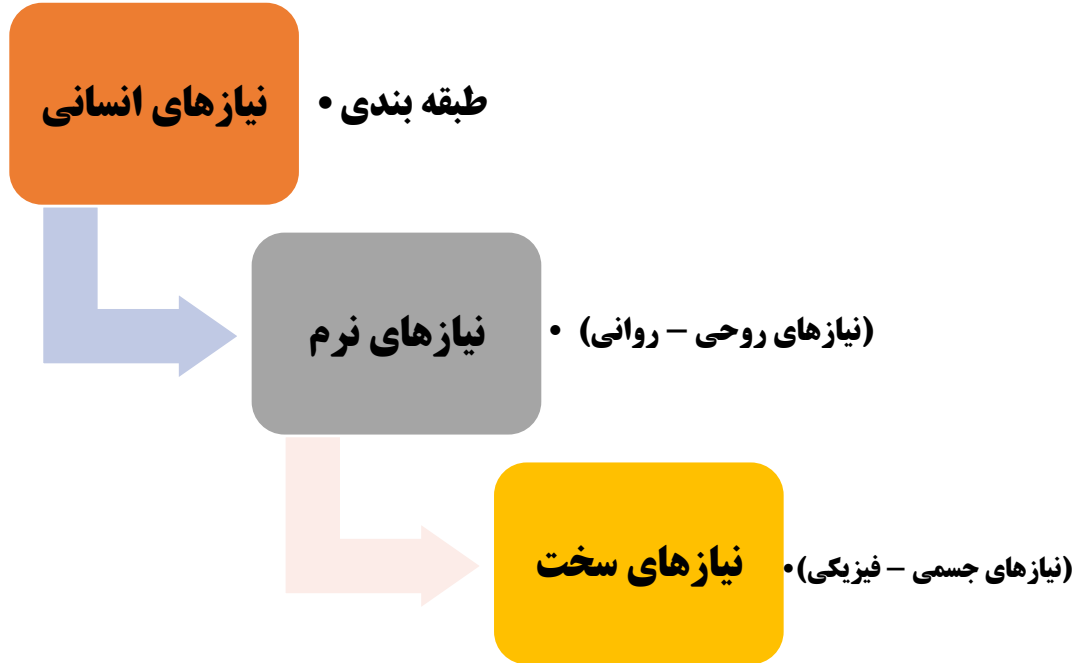 نیازهای انسانی
• طبقه بندی
نیازهای نرم
• (نیازهای روحی – روانی)
نیازهای سخت
• (نیازهای جسمی – فیزیکی)